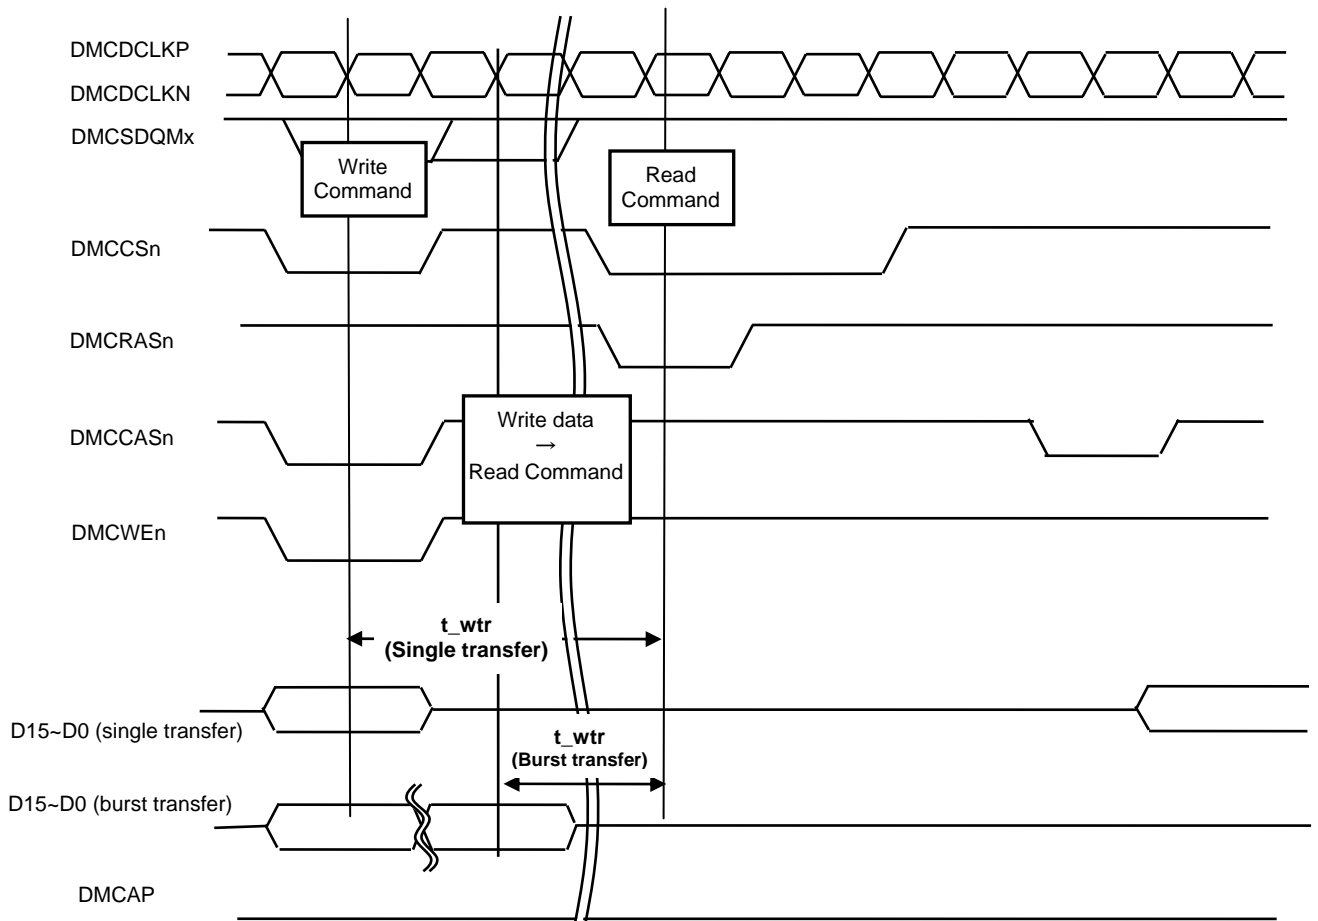 DMCDCLKP
DMCDCLKN
DMCSDQMx
Write
Command
Read
Command
DMCCSn
DMCRASn
DMCCASn
Write data
→
Read Command
DMCWEn
t_wtr
(Single transfer)
D15~D0 (single transfer)
t_wtr
(Burst transfer)
D15~D0 (burst transfer)
DMCAP